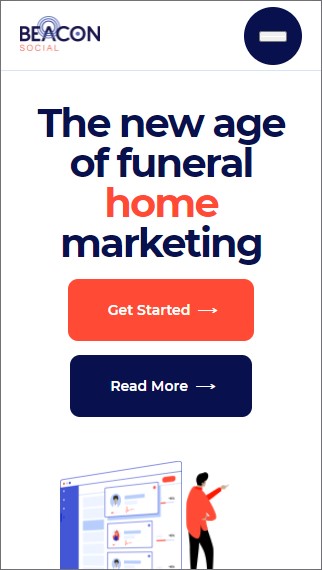 BEACON
SOCIAL
The new age
of funeral
home
marketing
Get Started →
Read More →